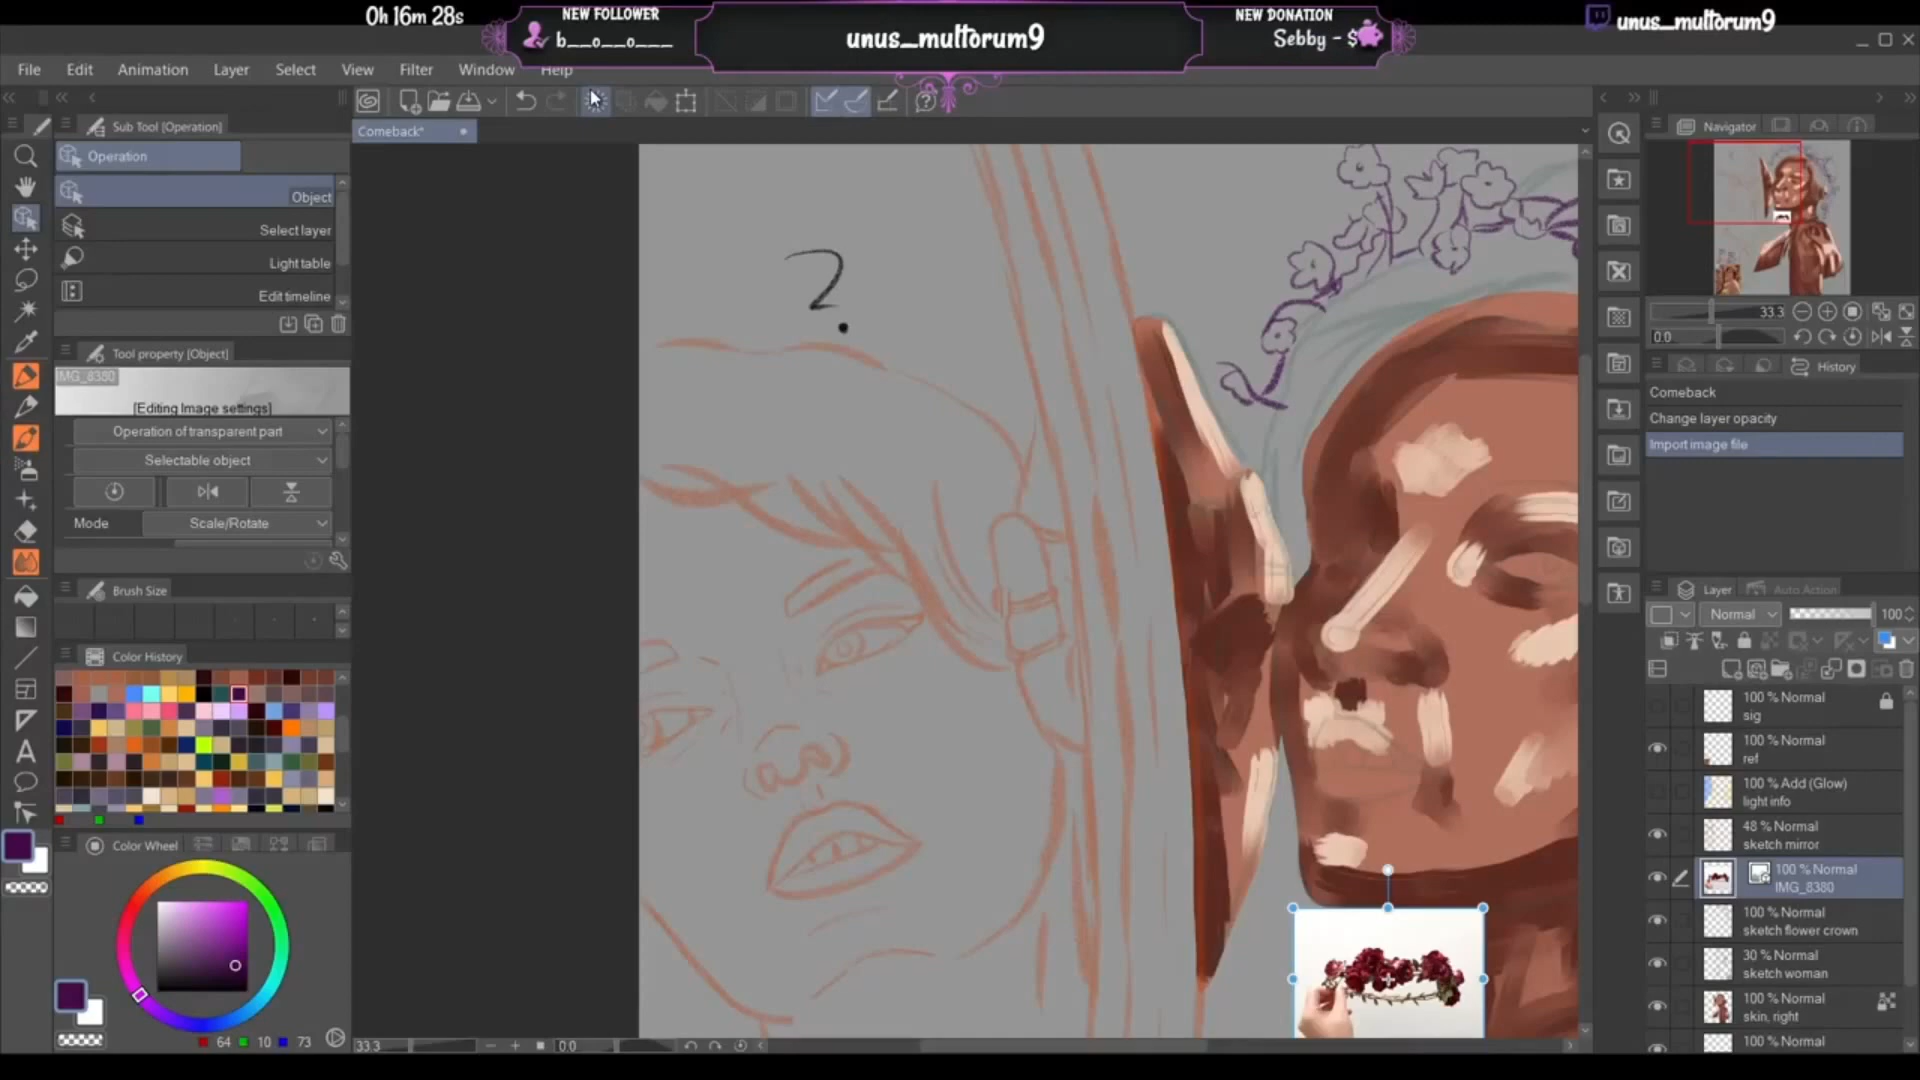 0h 16m 28s
NEW FOLLOWER
b__o__o___
unus_multorum9
NEW DONATION
Sebby - $
unus_multorum9
File Edit Animation Layer Select View Filter Window Help
Sub Tool [Operation]
Operation
Object
Select layer
Light table
Edit timeline
Tool property [Object]
IMG_8380
[Editing Image settings]
Operation of transparent part
Selectable object
Mode Scale/Rotate
Brush Size
Color History
Color Wheel
64 10 73
Comeback*
?
33.3 0.0
Navigator
33.3
0.0
History
Comeback
Change layer opacity
Import image file
Layer Auto Action
Normal 100
100 % Normal
sig
100 % Normal
ref
100 % Add (Glow)
light info
48 % Normal
sketch mirror
100 % Normal
IMG_8380
100 % Normal
sketch flower crown
30 % Normal
sketch woman
100 % Normal
skin, right
100 % Normal